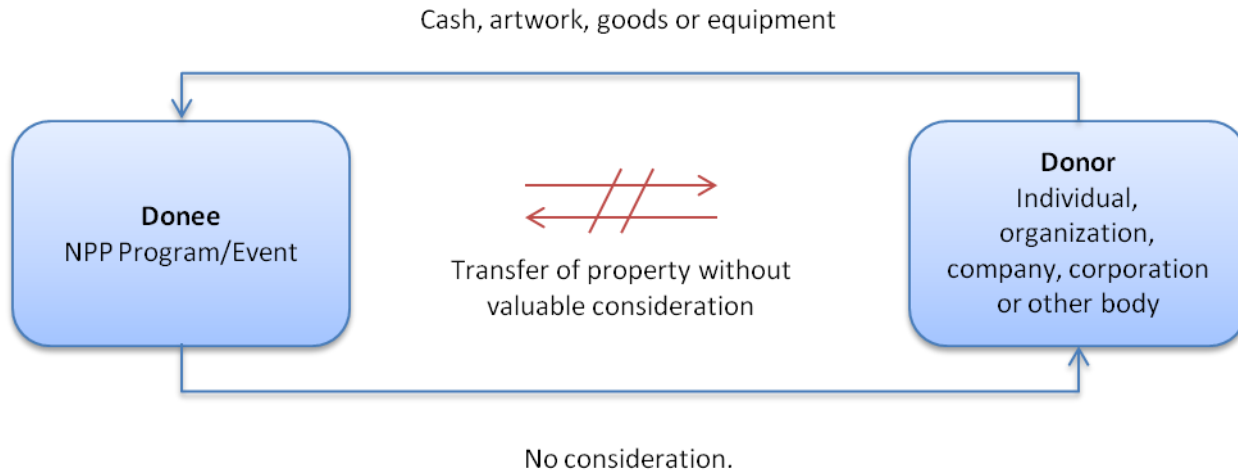 Cash, artwork, goods or equipment
Donee
NPP Program/Event
Transfer of property without
valuable consideration
Donor
Individual,
organization,
company, corporation
or other body
No consideration.